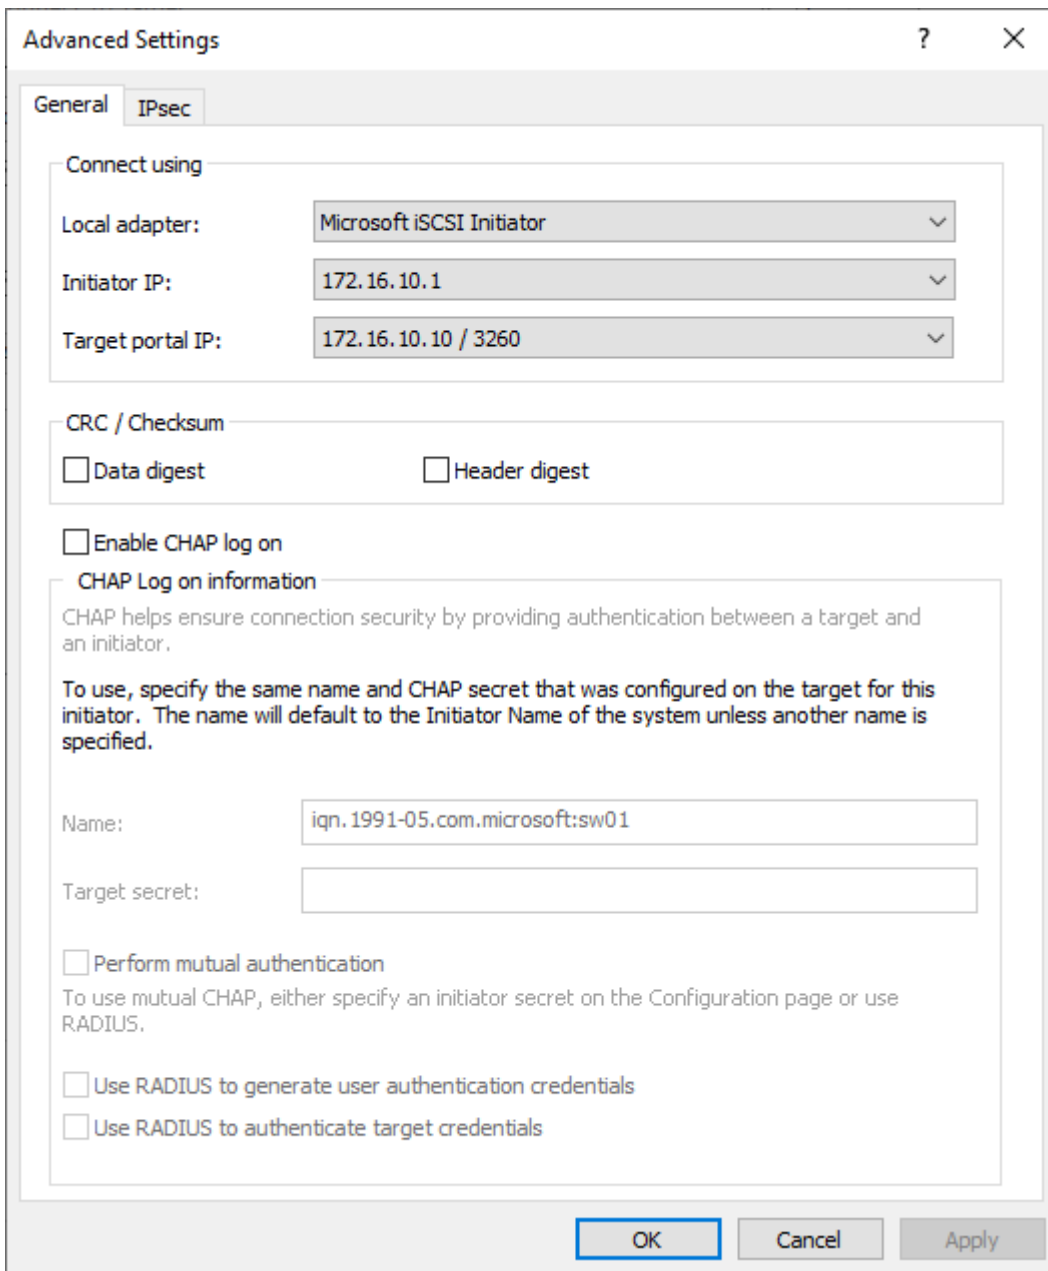 Advanced Settings
?
General
IPsec
Connect using
Local adapter:
Microsoft iSCSI Initiator
Initiator IP:
172.16.10.1
Target portal IP:
172.16.10.10 / 3260
CRC / Checksum
Data digest
Header digest
Enable CHAP log on
CHAP Log on information
CHAP helps ensure connection security by providing authentication between a target and
an initiator.
To use, specify the same name and CHAP secret that was configured on the target for this
initiator. The name will default to the Initiator Name of the system unless another name is
specified.
Name:
iqn.1991-05.com.microsoft:sw01
Target secret:
Perform mutual authentication
To use mutual CHAP, either specify an initiator secret on the Configuration page or use
RADIUS.
Use RADIUS to generate user authentication credentials
Use RADIUS to authenticate target credentials
OK
Cancel
Apply